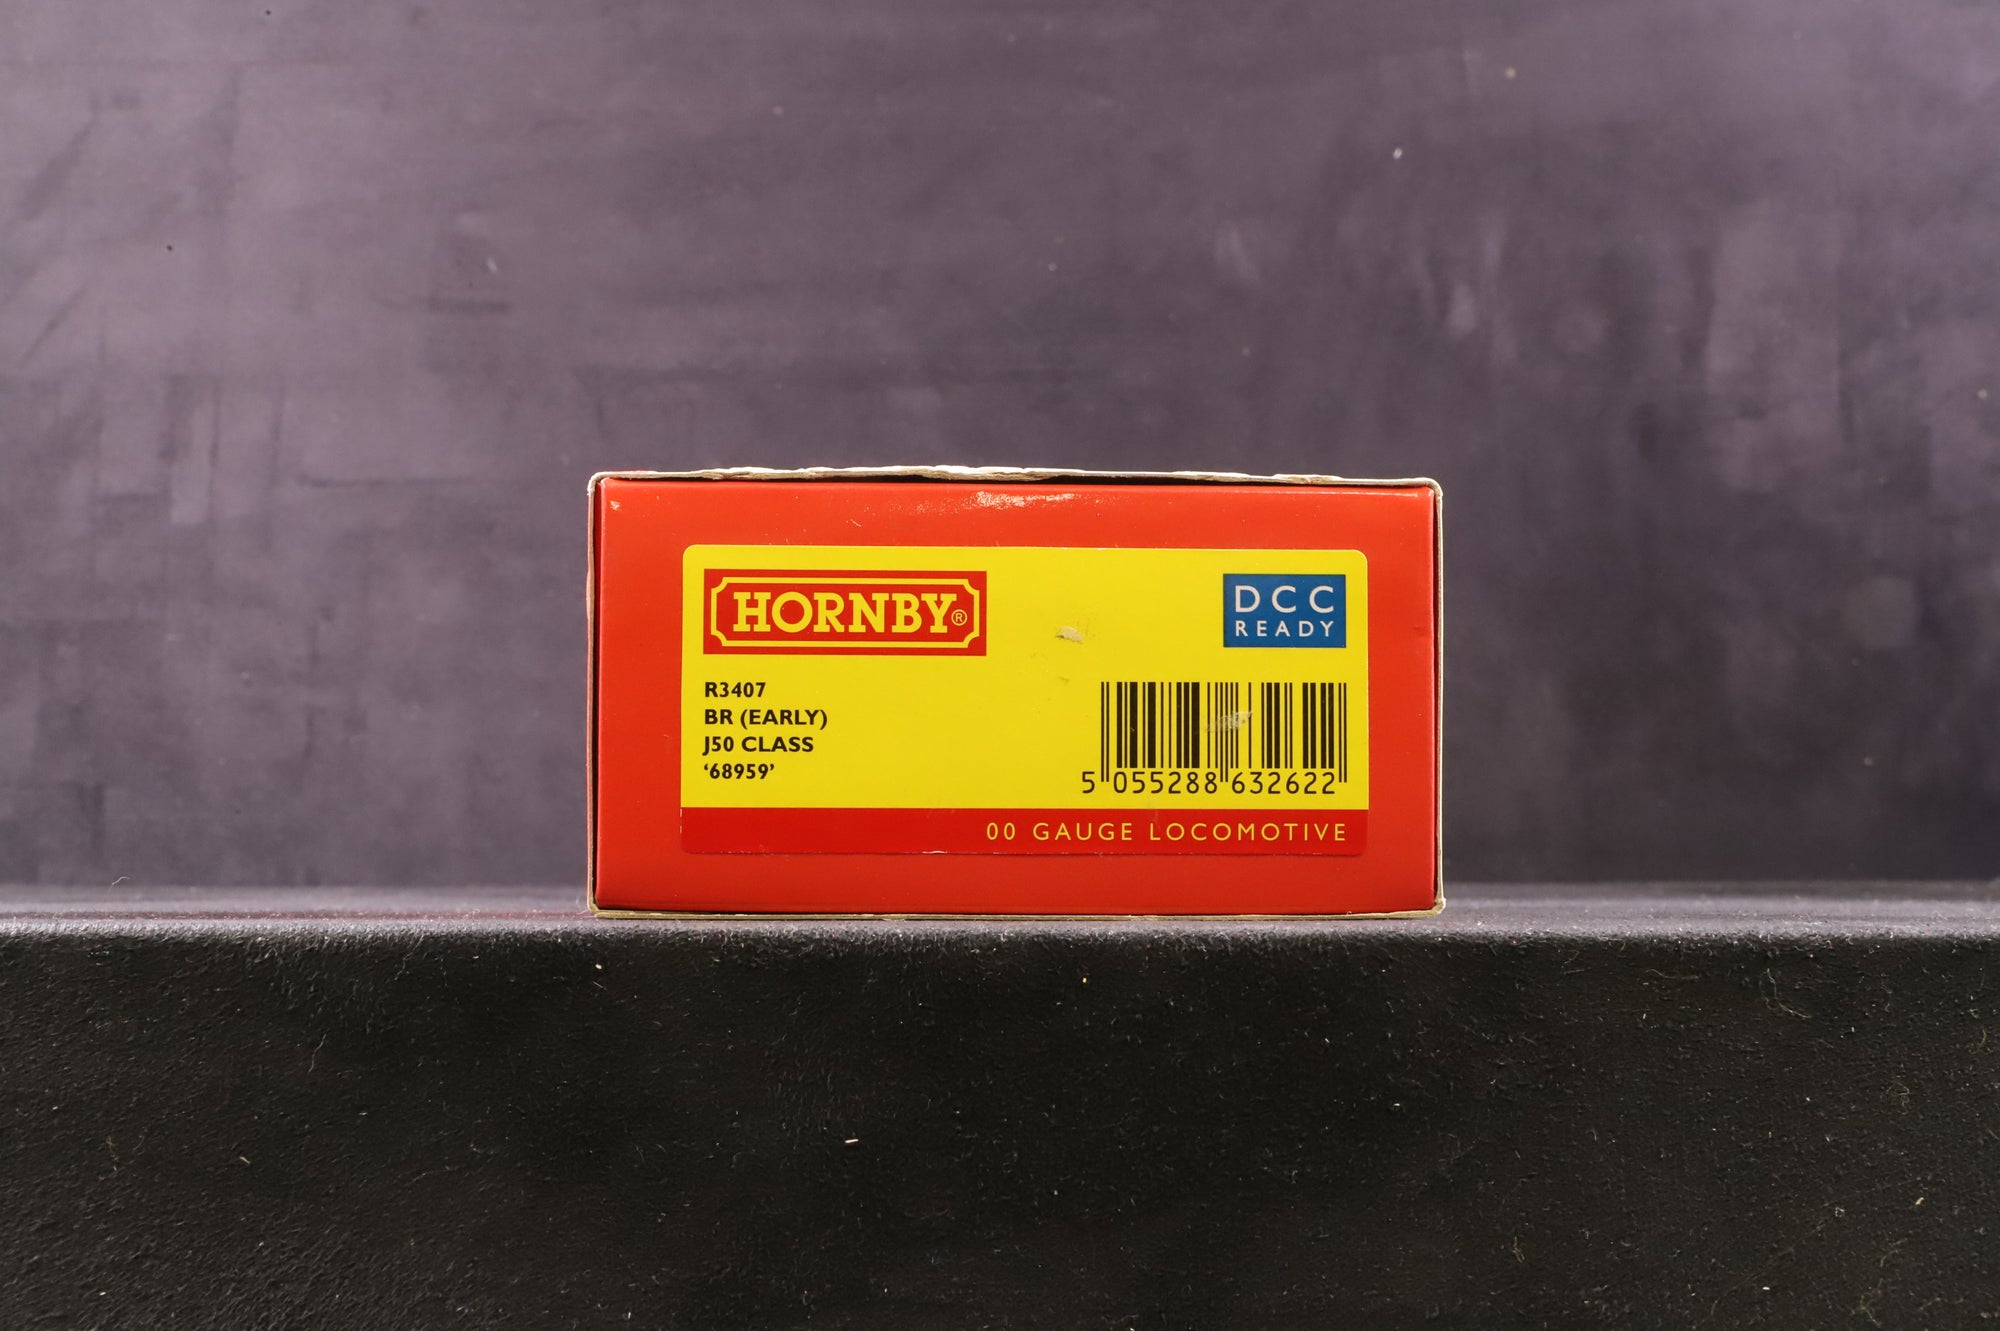 HORNBY®
DCC
READY
R3407
BR (EARLY)
J50 CLASS
‘68959’
5 055288 632622
00 GAUGE LOCOMOTIVE